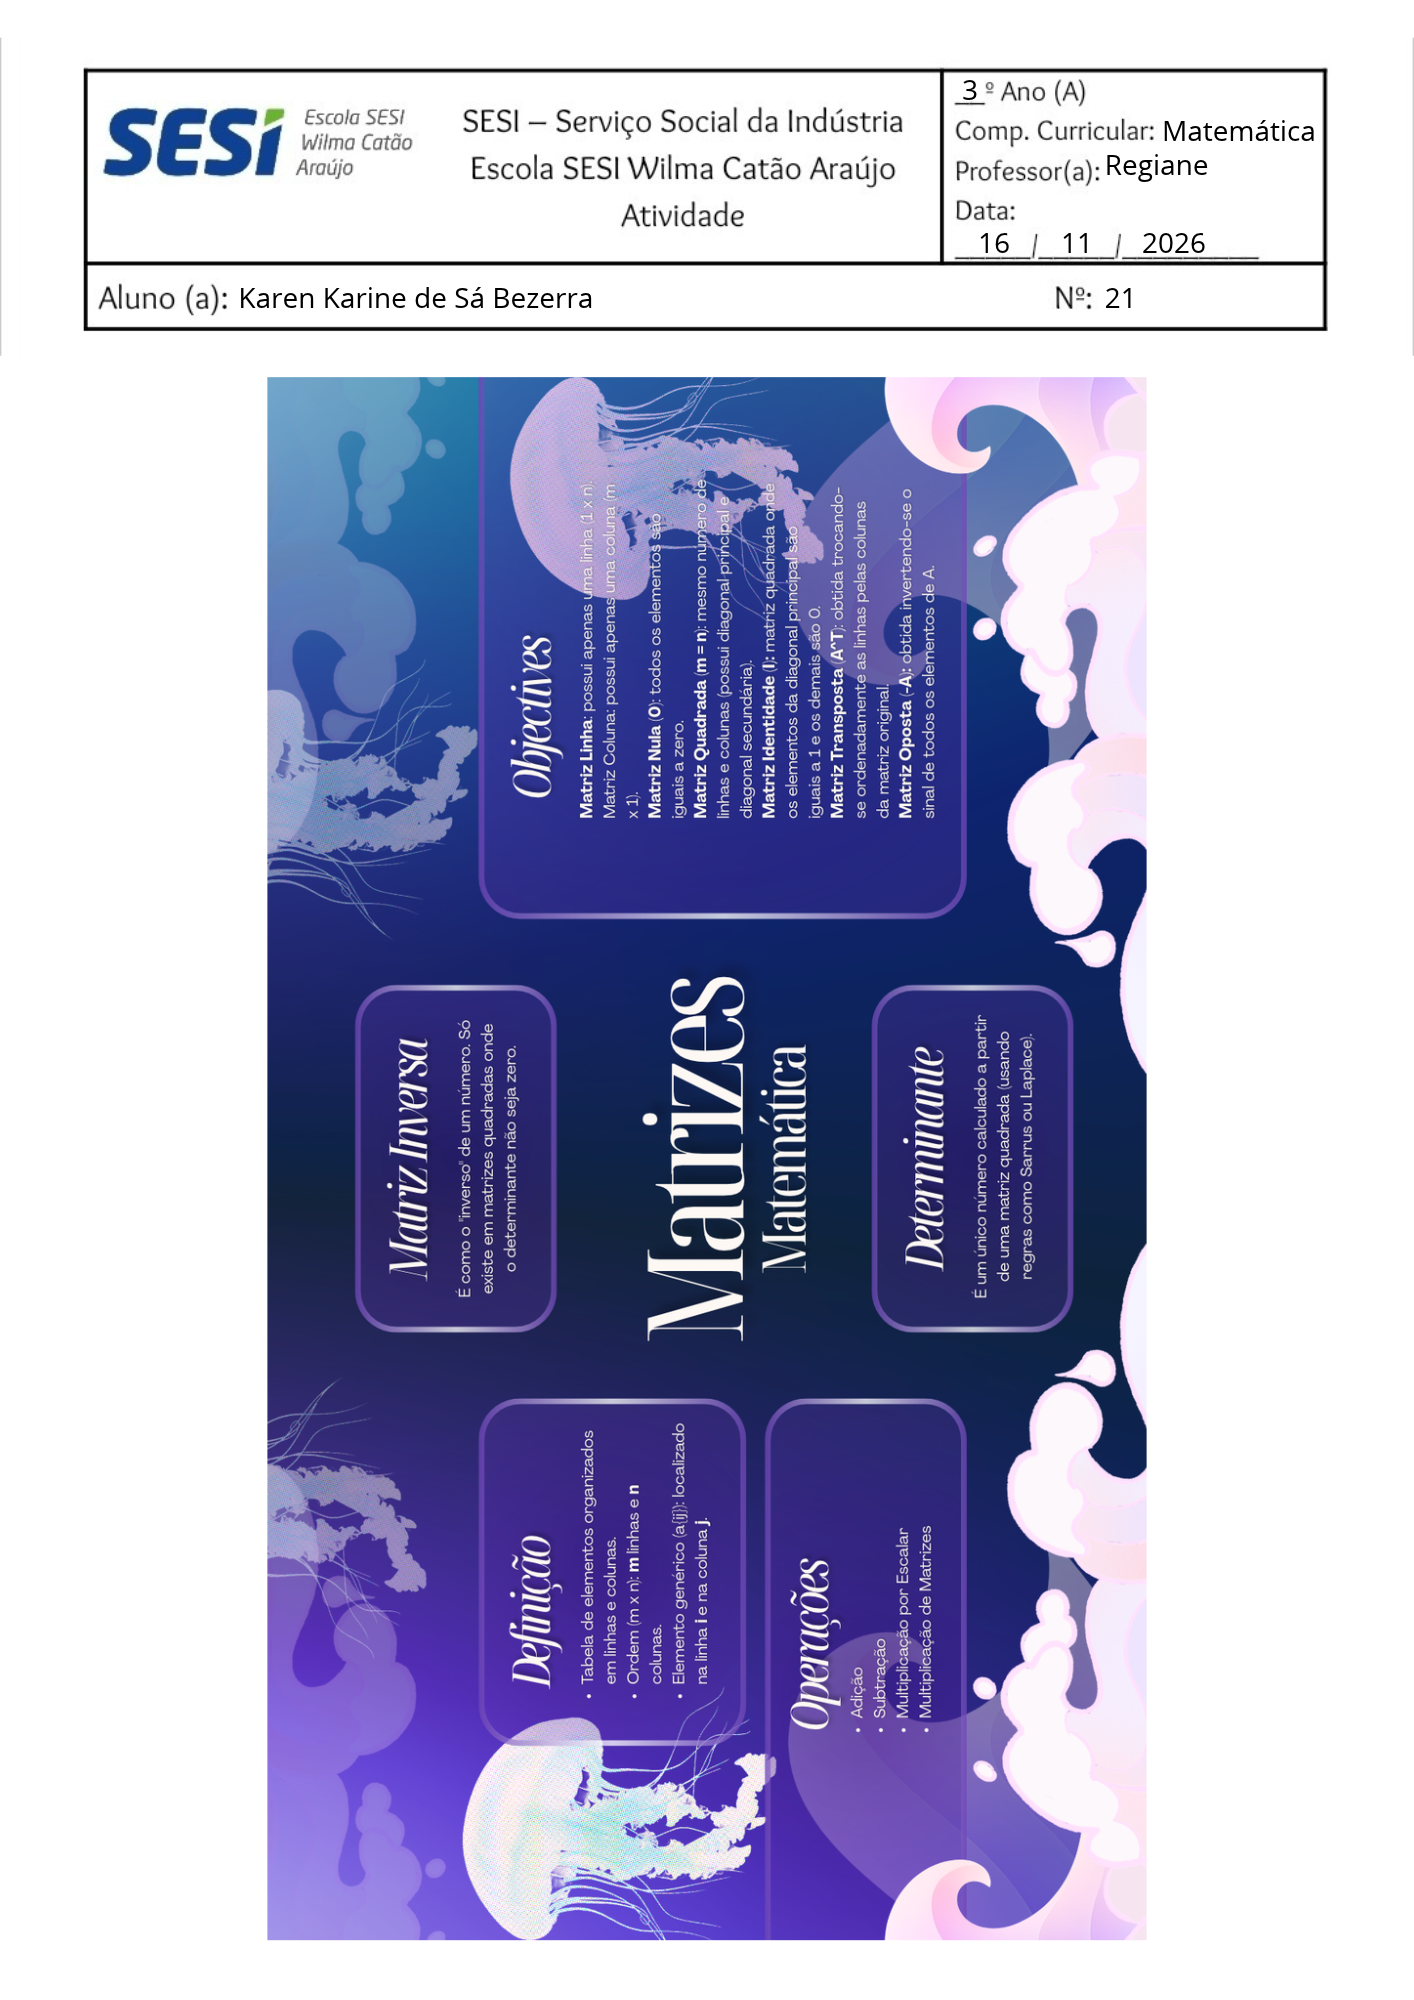 SESI
Escola SESI
Wilma Catão
Araújo
SESI – Serviço Social da Indústria
Escola SESI Wilma Catão Araújo
Atividade
3º Ano (A)
Comp. Curricular: Matemática
Professor(a): Regiane
Data:
16 / 11 / 2026
Aluno (a): Karen Karine de Sá Bezerra
Nº: 21
Matriz Inversa
É como o "inverso" de um número. Só
existe em matrizes quadradas onde
o determinante não seja zero.
Definição
• Tabela de elementos organizados
em linhas e colunas.
• Ordem (m x n): m linhas e n
colunas.
• Elemento genérico (a{ij}): localizado
na linha i e na coluna j.
Matrizes
Matemática
Objectives
Matriz Linha: possui apenas uma linha (1 x n).
Matriz Coluna: possui apenas uma coluna (m
x 1).
Matriz Nula (0): todos os elementos são
iguais a zero.
Matriz Quadrada (m = n): mesmo número de
linhas e colunas (possui diagonal principal e
diagonal secundária).
Matriz Identidade (I): matriz quadrada onde
os elementos da diagonal principal são
iguais a 1 e os demais são 0.
Matriz Transposta (A^T): obtida trocando-
se ordenadamente as linhas pelas colunas
da matriz original.
Matriz Oposta (-A): obtida invertendo-se o
sinal de todos os elementos de A.
Operações
• Adição
• Subtração
• Multiplicação por Escalar
• Multiplicação de Matrizes
Determinante
É um único número calculado a partir
de uma matriz quadrada (usando
regras como Sarrus ou Laplace).